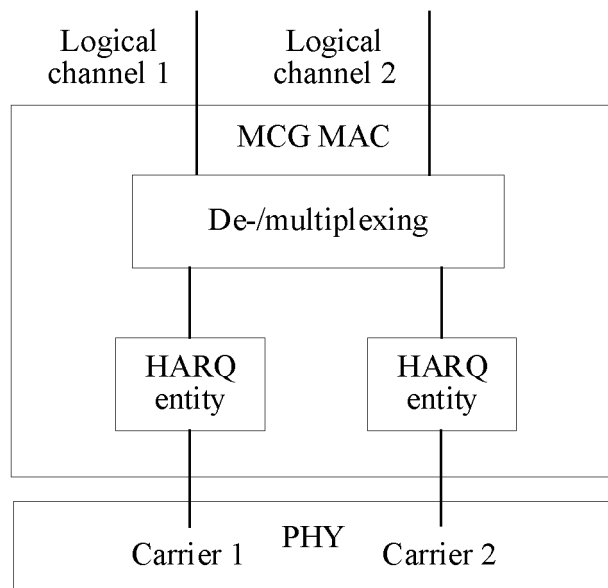 Logical
channel 1
Logical
channel 2
MCG MAC
De-/multiplexing
HARQ
entity
HARQ
entity
PHY
Carrier 1
Carrier 2